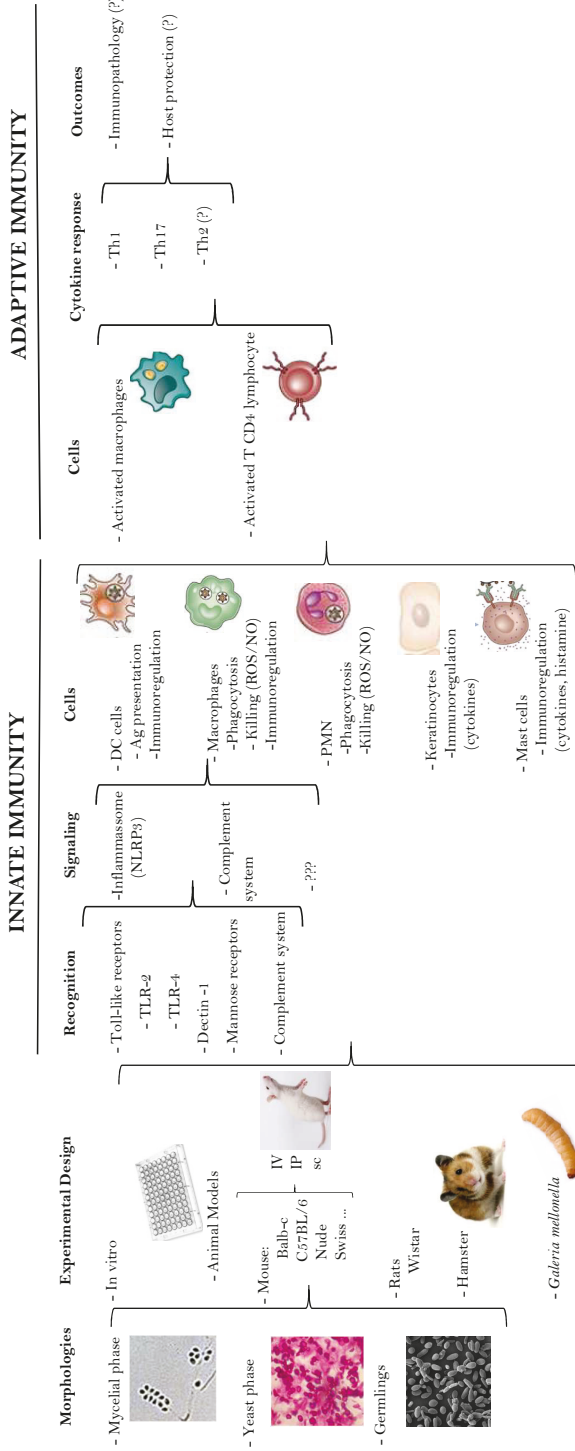 INNATE IMMUNITY
ADAPTIVE IMMUNITY
Morphologies
- Mycelial phase
- Yeast phase
- Germlings
Experimental Design
- In vitro
- Animal Models
- Mouse:
Balb-c
C57BL/6
Nude
Swiss ...
IV
IP
sc
- Rats
Wistar
- Hamster
- Galeria mellonella
Recognition
- Toll-like receptors
- TLR-2
- TLR-4
- Dectin -1
- Mannose receptors
- Complement system
Signaling
-Inflammassome
(NLRP3)
- Complement
system
- ???
Cells
- DC cells
- Ag presentation
-Immunoregulation
- Macrophages
-Phagocytosis
- Killing (ROS/NO)
-Immunoregulation
- PMN
-Phagocytosis
-Killing (ROS/NO)
- Keratinocytes
-Immunoregulation
(cytokines)
- Mast cells
- Immunoregulation
(cytokines, histamine)
Cells
- Activated macrophages
- Activated T CD4 lymphocyte
Cytokine response
- Th1
- Th17
- Th2 (?)
Outcomes
- Immunopathology (?)
- Host protection (?)